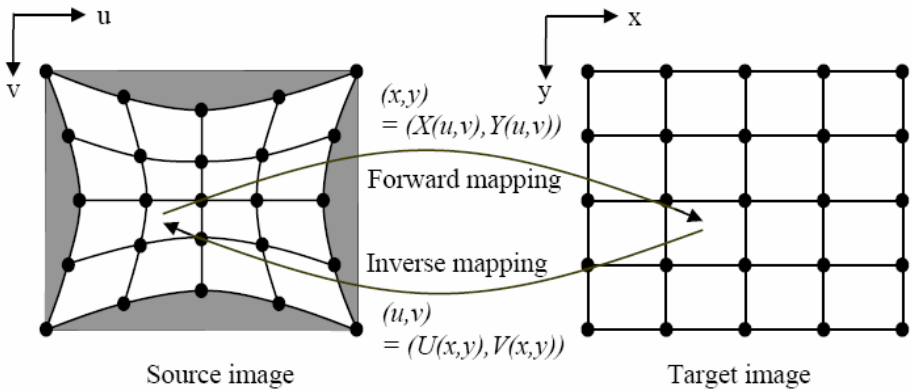 u
v
x
y
(x,y)
= (X(u,v),Y(u,v))
Forward mapping
Inverse mapping
(u,v)
= (U(x,y),V(x,y))
Source image
Target image